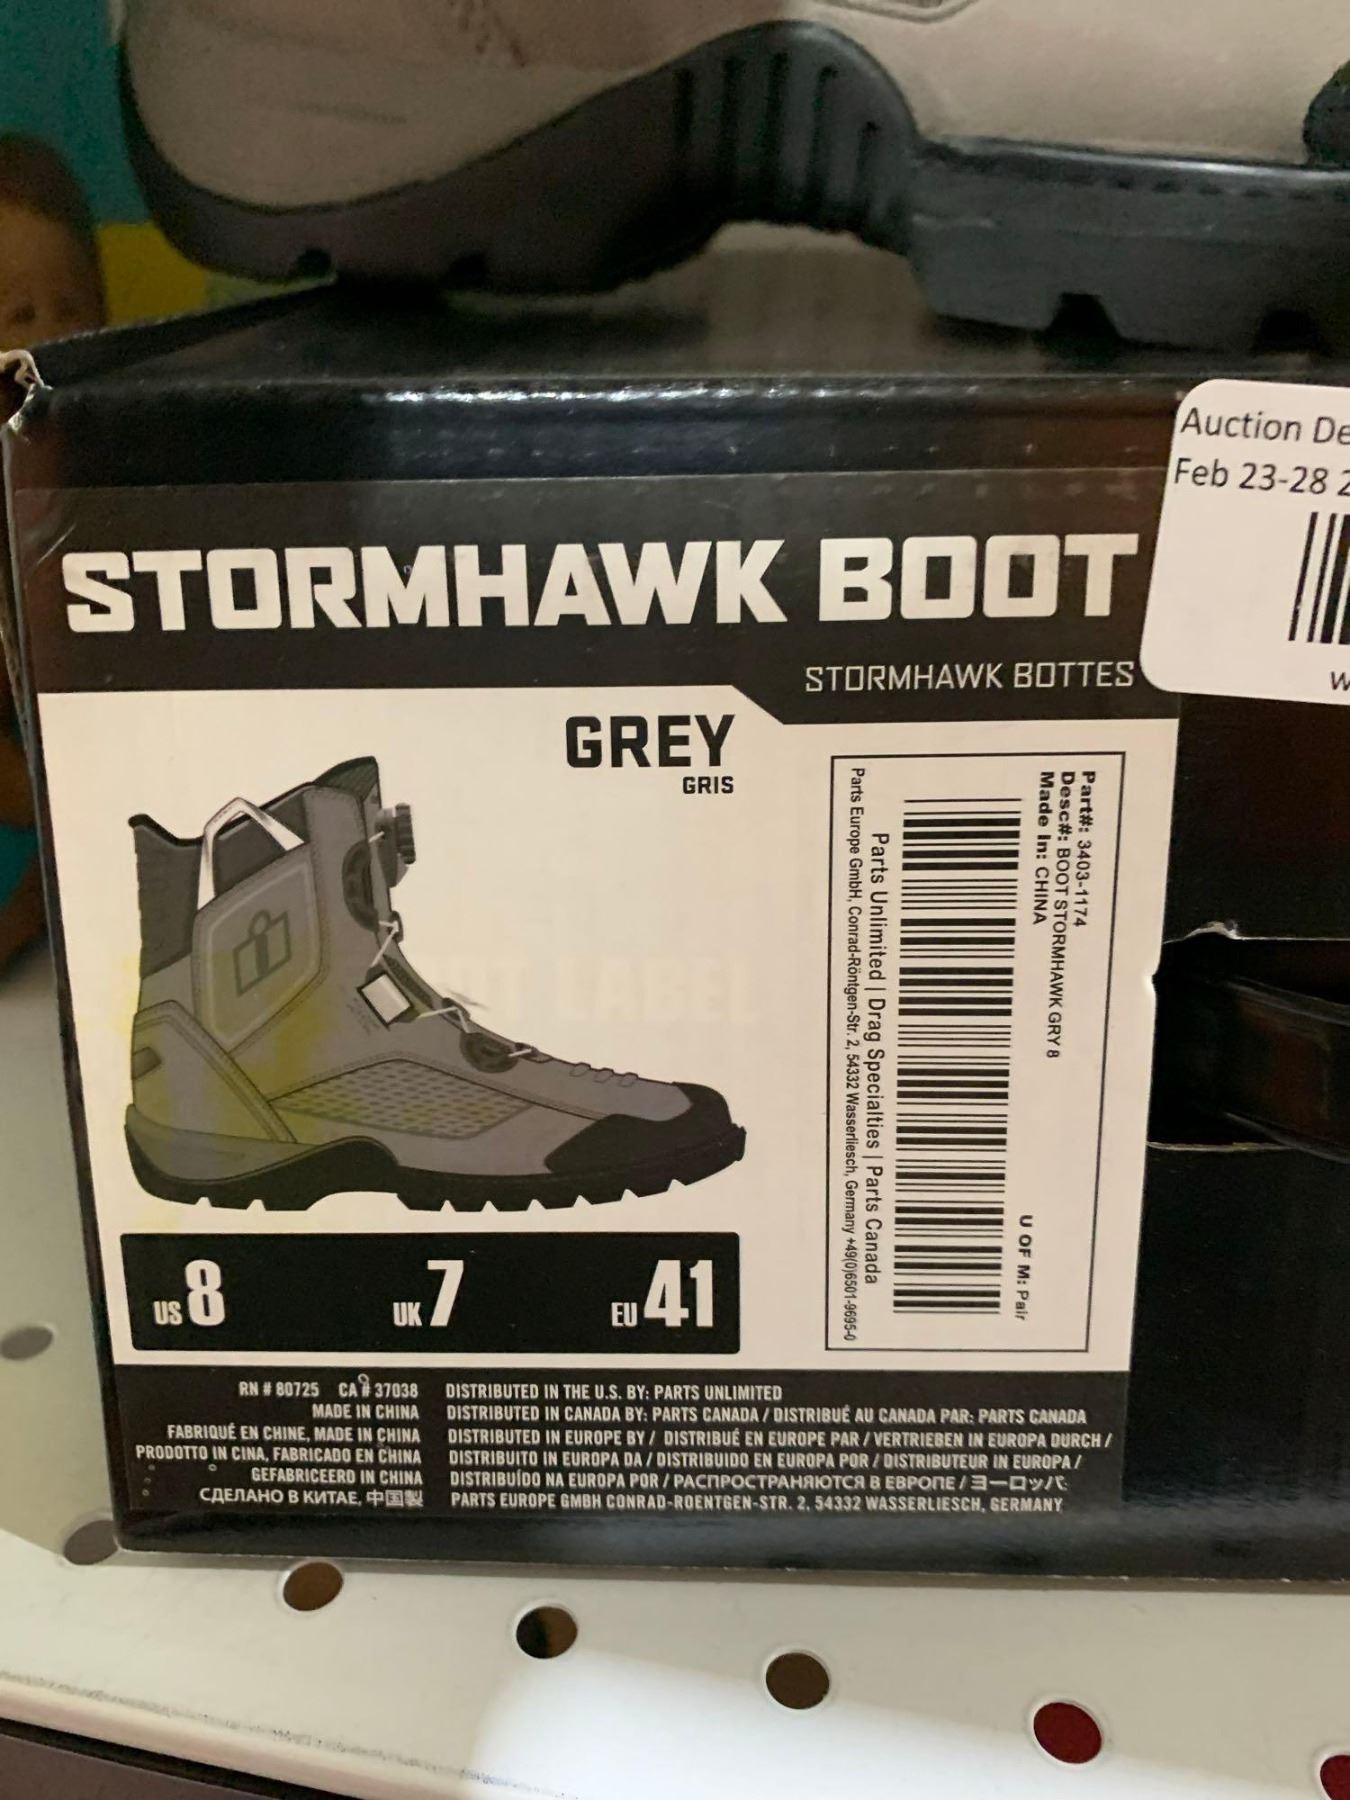 Auction
Feb 23-28
STORMHAWK BOOT
STORMHAWK BOTTES
GREY
GRIS
Part#: 3403-1174
Desc#: BOOT STORMHAWK GRY 8
Made In: CHINA
U OF M: Pair
Parts Unlimited | Drag Specialties | Parts Canada
Parts Europe GmbH, Conrad-Röntgen-Str. 2, 54332 Wasserliesch, Germany +49(0)6501-9695-0
US 8 UK 7 EU 41
RN # 80725 CA # 37038
MADE IN CHINA
FABRIQUÉ EN CHINE, MADE IN CHINA
PRODOTTO IN CINA, FABRICADO EN CHINA
GEFABRICEERD IN CHINA
СДЕЛАНО В КИТАЕ, 中国製
DISTRIBUTED IN THE U.S. BY: PARTS UNLIMITED
DISTRIBUTED IN CANADA BY: PARTS CANADA / DISTRIBUÉ AU CANADA PAR: PARTS CANADA
DISTRIBUTED IN EUROPE BY / DISTRIBUÉ EN EUROPE PAR / VERTRIEBEN IN EUROPA DURCH /
DISTRIBUITO IN EUROPA DA / DISTRIBUIDO EN EUROPA POR / DISTRIBUTEUR IN EUROPA /
DISTRIBUÍDO NA EUROPA POR / РАСПРОСТРАНЯЮТСЯ В ЕВРОПЕ / ヨーロッパ:
PARTS EUROPE GMBH CONRAD-ROENTGEN-STR. 2, 54332 WASSERLIESCH, GERMANY